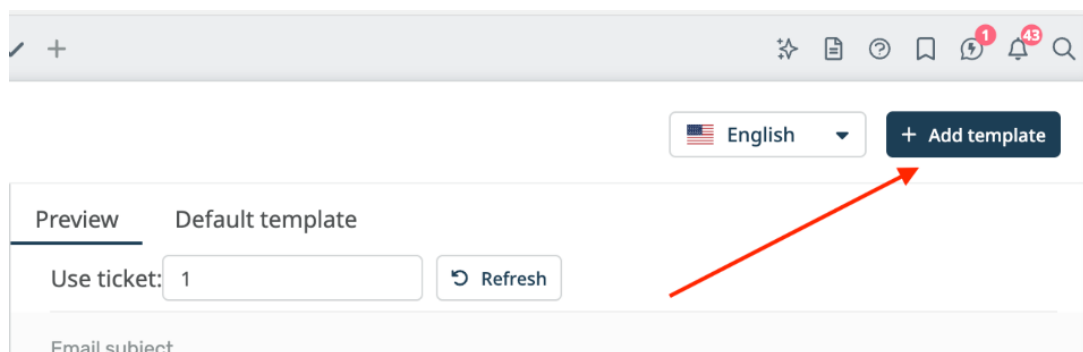 1
43
English
+ Add template
Preview Default template
Use ticket: 1 Refresh
Email subject